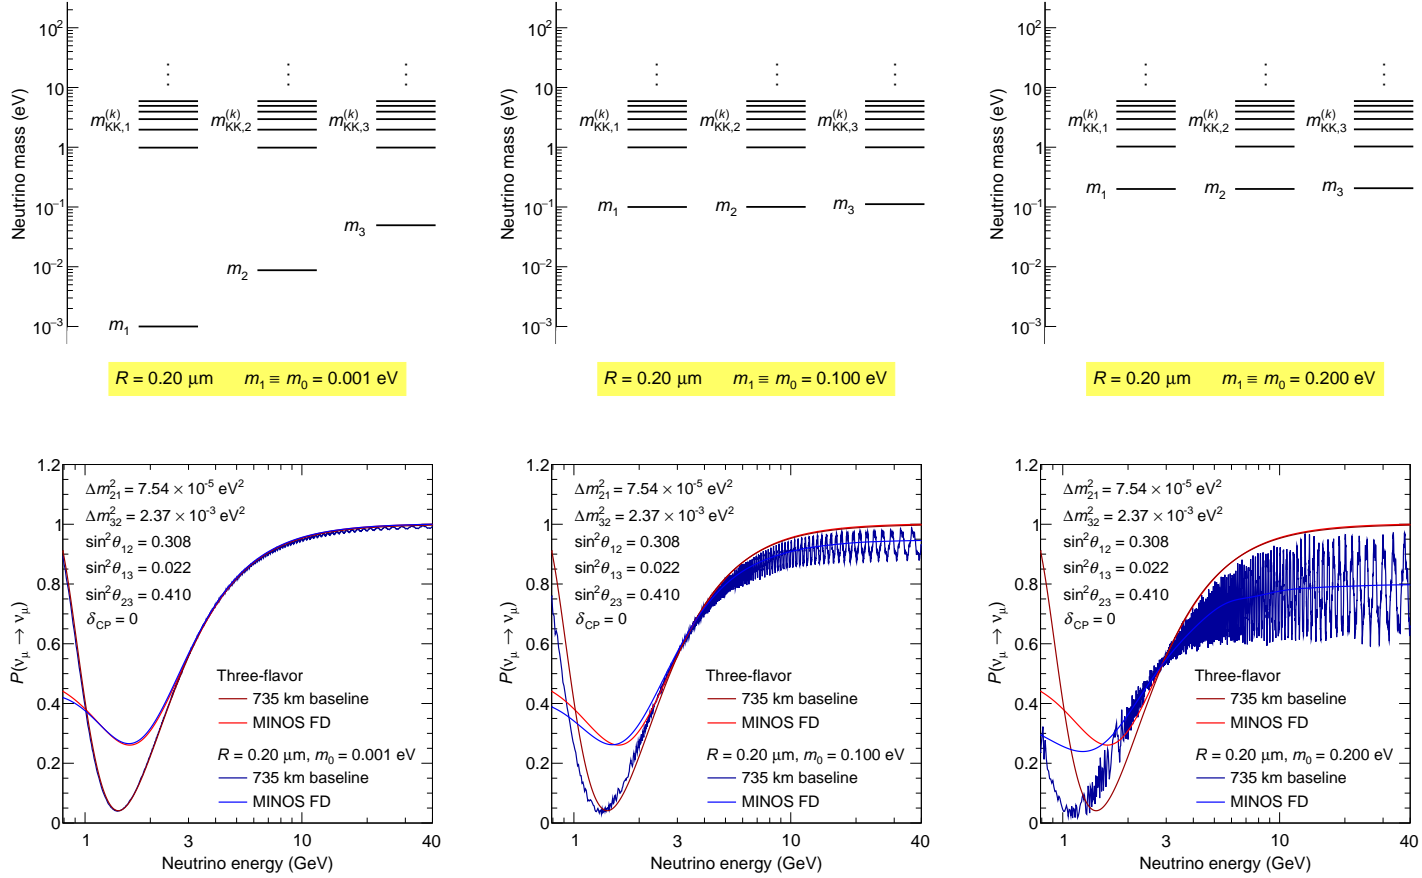 Neutrino mass (eV)
10²
10
1
10⁻¹
10⁻²
10⁻³
m_KK,1^(k)
m_KK,2^(k)
m_KK,3^(k)
m₁
m₂
m₃
R = 0.20 μm m₁ ≡ m₀ = 0.001 eV
Neutrino mass (eV)
10²
10
1
10⁻¹
10⁻²
10⁻³
m_KK,1^(k)
m_KK,2^(k)
m_KK,3^(k)
m₁
m₂
m₃
R = 0.20 μm m₁ ≡ m₀ = 0.100 eV
Neutrino mass (eV)
10²
10
1
10⁻¹
10⁻²
10⁻³
m_KK,1^(k)
m_KK,2^(k)
m_KK,3^(k)
m₁
m₂
m₃
R = 0.20 μm m₁ ≡ m₀ = 0.200 eV
P(νμ → νμ)
1.2
1
0.8
0.6
0.4
0.2
0
Δm²₂₁ = 7.54 × 10⁻⁵ eV²
Δm²₃₂ = 2.37 × 10⁻³ eV²
sin²θ₁₂ = 0.308
sin²θ₁₃ = 0.022
sin²θ₂₃ = 0.410
δ_CP = 0
Three-flavor
735 km baseline
MINOS FD
R = 0.20 μm, m₀ = 0.001 eV
735 km baseline
MINOS FD
1 3 10 40
Neutrino energy (GeV)
P(νμ → νμ)
1.2
1
0.8
0.6
0.4
0.2
0
Δm²₂₁ = 7.54 × 10⁻⁵ eV²
Δm²₃₂ = 2.37 × 10⁻³ eV²
sin²θ₁₂ = 0.308
sin²θ₁₃ = 0.022
sin²θ₂₃ = 0.410
δ_CP = 0
Three-flavor
735 km baseline
MINOS FD
R = 0.20 μm, m₀ = 0.100 eV
735 km baseline
MINOS FD
1 3 10 40
Neutrino energy (GeV)
P(νμ → νμ)
1.2
1
0.8
0.6
0.4
0.2
0
Δm²₂₁ = 7.54 × 10⁻⁵ eV²
Δm²₃₂ = 2.37 × 10⁻³ eV²
sin²θ₁₂ = 0.308
sin²θ₁₃ = 0.022
sin²θ₂₃ = 0.410
δ_CP = 0
Three-flavor
735 km baseline
MINOS FD
R = 0.20 μm, m₀ = 0.200 eV
735 km baseline
MINOS FD
1 3 10 40
Neutrino energy (GeV)